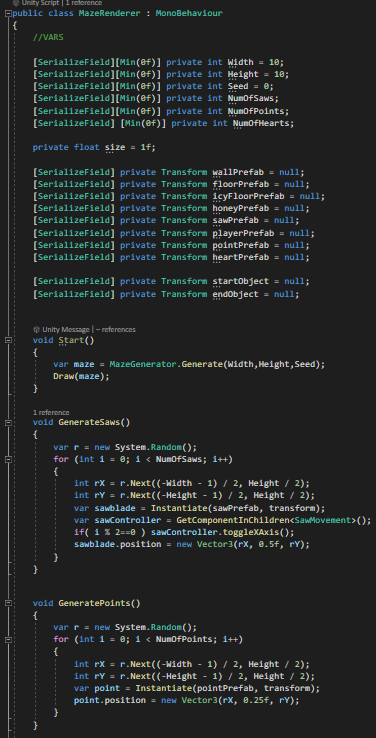 Unity Script | 1 reference
public class MazeRenderer : MonoBehaviour
{
//VARS
[SerializeField][Min(0f)] private int Width = 10;
[SerializeField][Min(0f)] private int Height = 10;
[SerializeField][Min(0f)] private int Seed = 0;
[SerializeField][Min(0f)] private int NumOfSaws;
[SerializeField][Min(0f)] private int NumOfPoints;
[SerializeField] [Min(0f)] private int NumOfHearts;
private float size = 1f;
[SerializeField] private Transform wallPrefab = null;
[SerializeField] private Transform floorPrefab = null;
[SerializeField] private Transform icyFloorPrefab = null;
[SerializeField] private Transform honeyPrefab = null;
[SerializeField] private Transform sawPrefab = null;
[SerializeField] private Transform playerPrefab = null;
[SerializeField] private Transform pointPrefab = null;
[SerializeField] private Transform heartPrefab = null;
[SerializeField] private Transform startObject = null;
[SerializeField] private Transform endObject = null;
Unity Message | – references
void Start()
{
var maze = MazeGenerator.Generate(Width,Height,Seed);
Draw(maze);
}
1 reference
void GenerateSaws()
{
var r = new System.Random();
for (int i = 0; i < NumOfSaws; i++)
{
int rX = r.Next((-Width - 1) / 2, Height / 2);
int rY = r.Next((-Height - 1) / 2, Height / 2);
var sawblade = Instantiate(sawPrefab, transform);
var sawController = GetComponentInChildren<SawMovement>();
if( i % 2==0 ) sawController.toggleXAxis();
sawblade.position = new Vector3(rX, 0.5f, rY);
}
}
void GeneratePoints()
{
var r = new System.Random();
for (int i = 0; i < NumOfPoints; i++)
{
int rX = r.Next((-Width - 1) / 2, Height / 2);
int rY = r.Next((-Height - 1) / 2, Height / 2);
var point = Instantiate(pointPrefab, transform);
point.position = new Vector3(rX, 0.25f, rY);
}
}